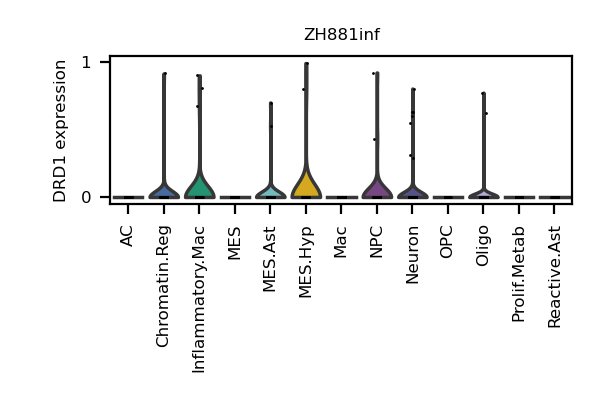 ZH881inf
DRD1 expression
1
0
AC
Chromatin.Reg
Inflammatory.Mac
MES
MES.Ast
MES.Hyp
Mac
NPC
Neuron
OPC
Oligo
Prolif.Metab
Reactive.Ast